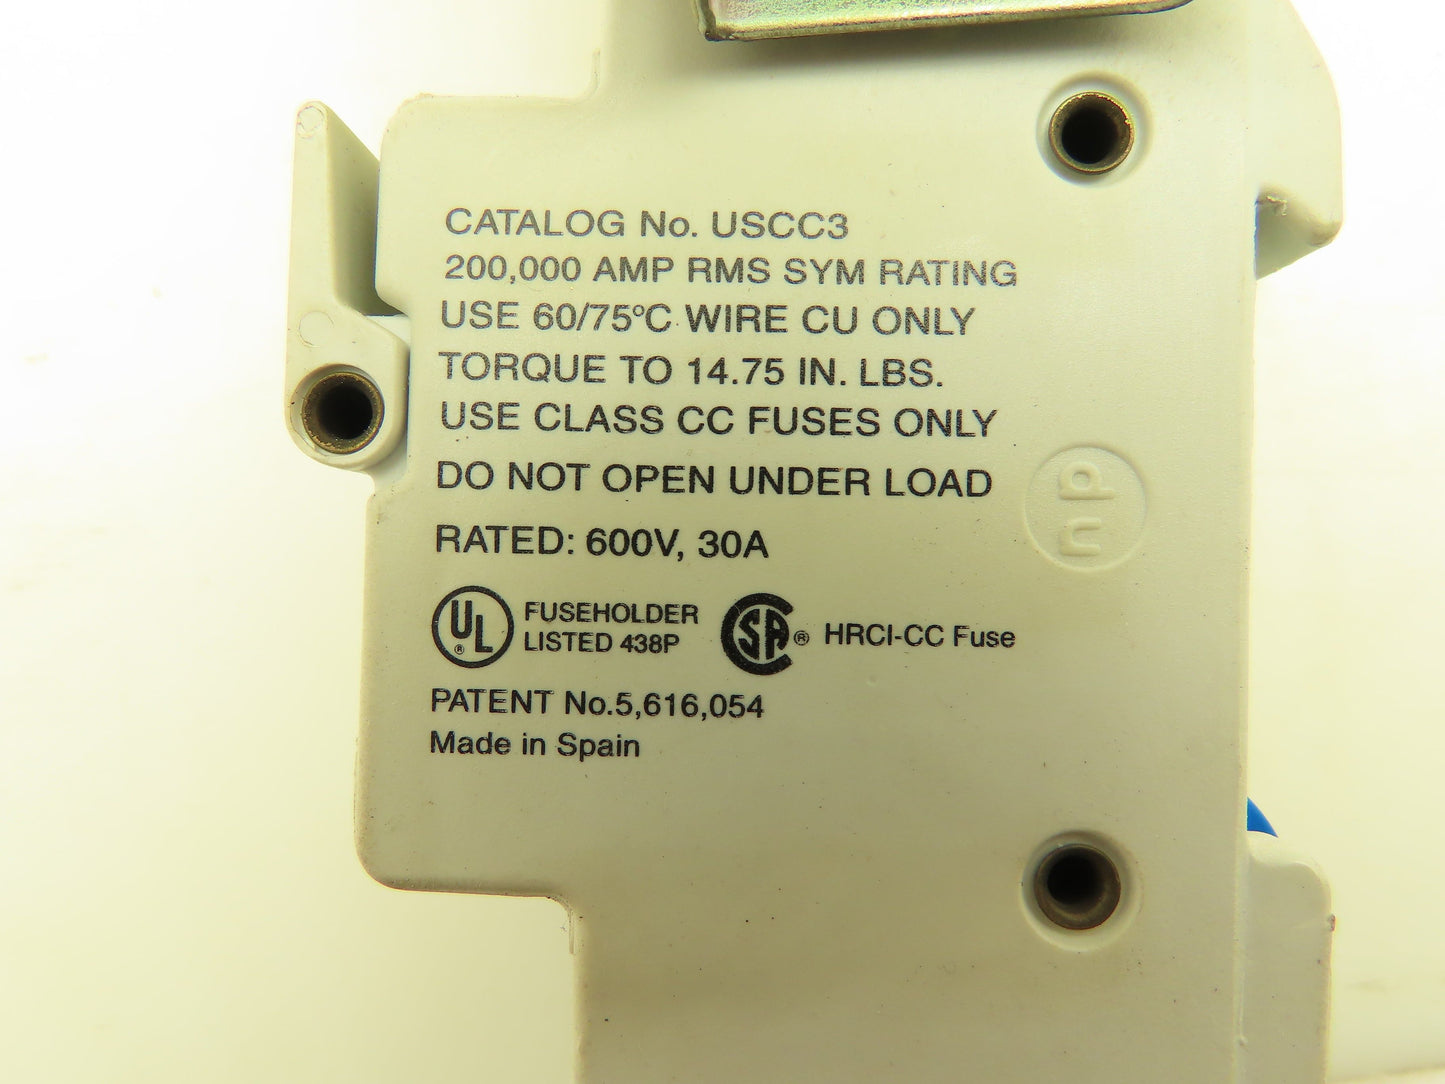 CATALOG No. USCC3
200,000 AMP RMS SYM RATING
USE 60/75°C WIRE CU ONLY
TORQUE TO 14.75 IN. LBS.
USE CLASS CC FUSES ONLY
DO NOT OPEN UNDER LOAD
RATED: 600V, 30A
UL® FUSEHOLDER
LISTED 438P
SA® HRCI-CC Fuse
PATENT No.5,616,054
Made in Spain
du